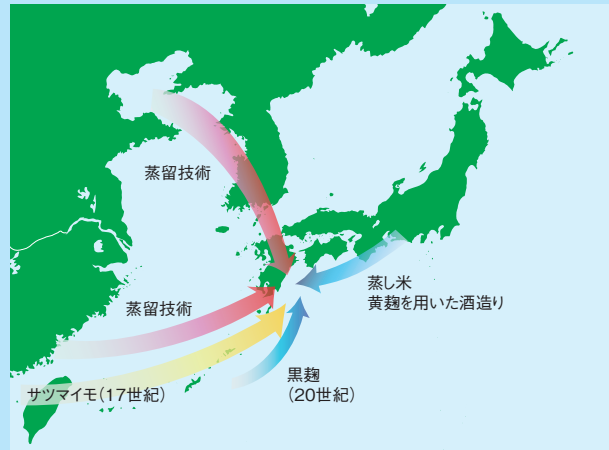 蒸留技術
蒸し米
黄麹を用いた酒造り
蒸留技術
黒麹
（20世紀）
サツマイモ（17世紀）